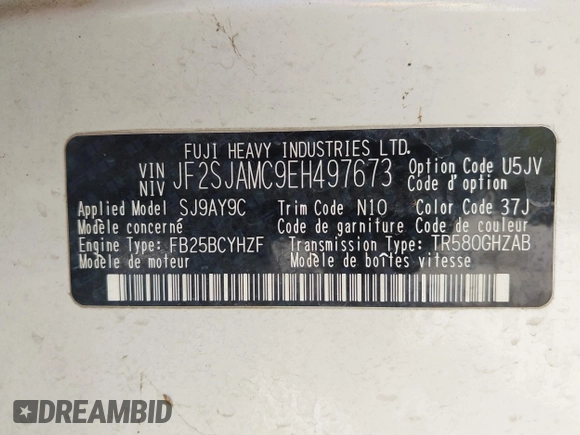 FUJI HEAVY INDUSTRIES LTD.
VIN NIV JF2SJAMC9EH497673 Option Code U5JV
Code d'option
Applied Model SJ9AY9C Trim Code N10 Color Code 37J
Modèle concerné Code de garniture Code de couleur
Engine Type: FB25BCYHZF Transmission Type: TR580GHZAB
Modèle de moteur Modèle de boîtes vitesse
DREAMBID